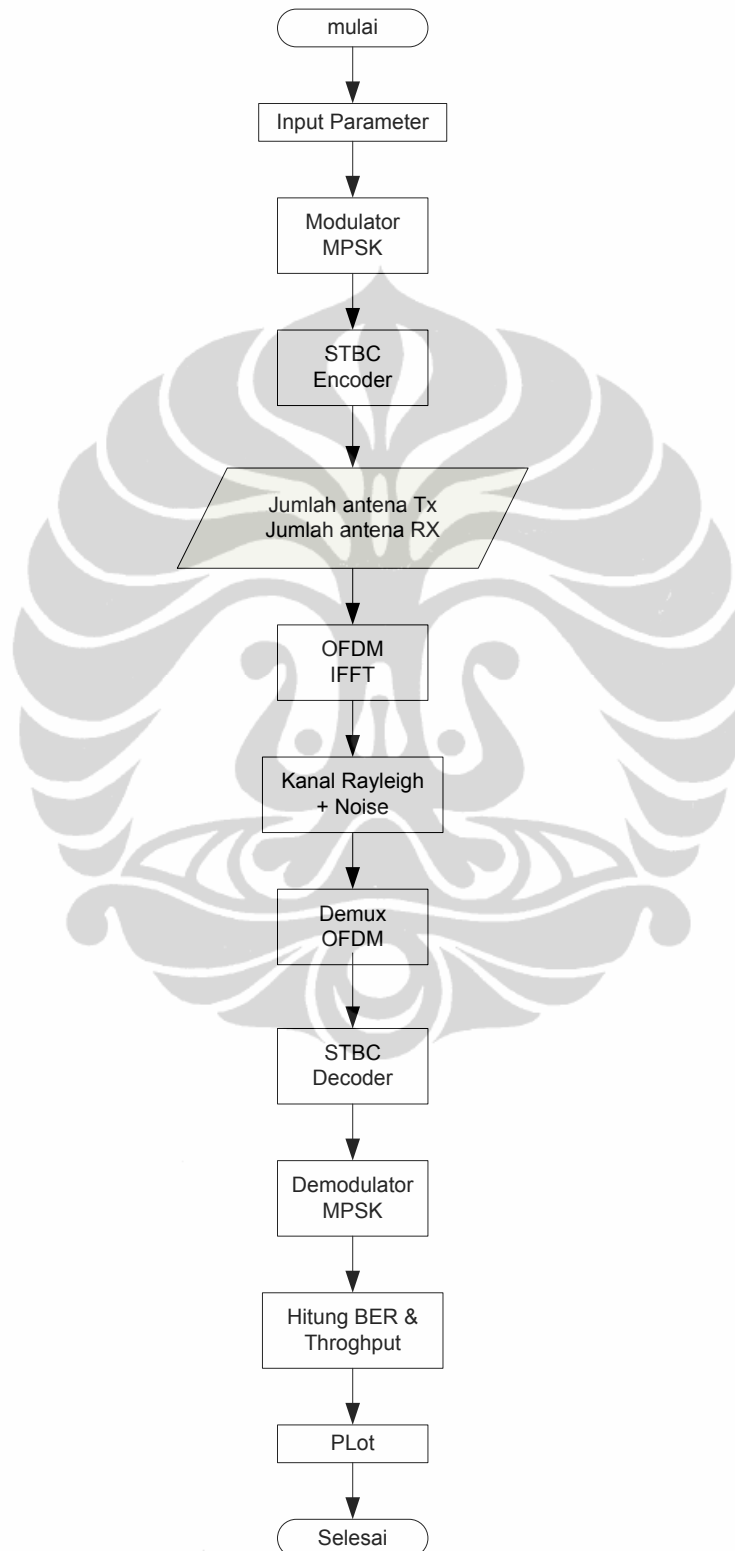 mulai
Input Parameter
Modulator
MPSK
STBC
Encoder
Jumlah antena Tx
Jumlah antena RX
OFDM
IFFT
Kanal Rayleigh
+ Noise
Demux
OFDM
STBC
Decoder
Demodulator
MPSK
Hitung BER &
Throghput
PLot
Selesai